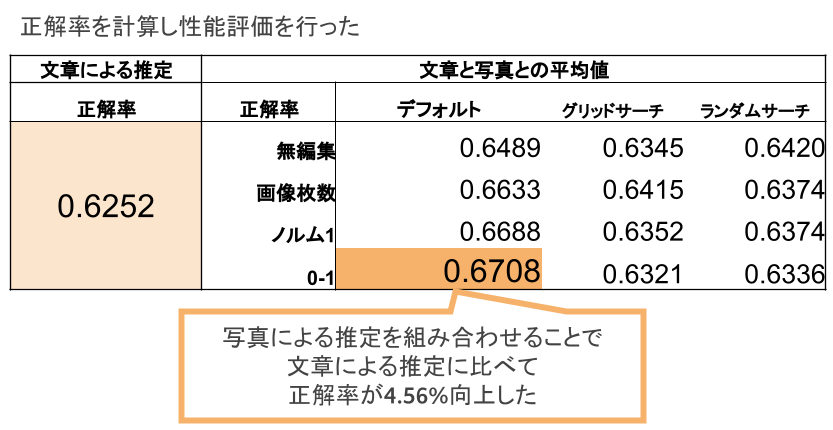 正解率を計算し性能評価を行った
文章による推定 文章と写真との平均値
正解率 正解率 デフォルト グリッドサーチ ランダムサーチ
0.6252
無編集 0.6489 0.6345 0.6420
画像枚数 0.6633 0.6415 0.6374
ノルム1 0.6688 0.6352 0.6374
0-1 0.6708 0.6321 0.6336
写真による推定を組み合わせることで
文章による推定に比べて
正解率が4.56%向上した